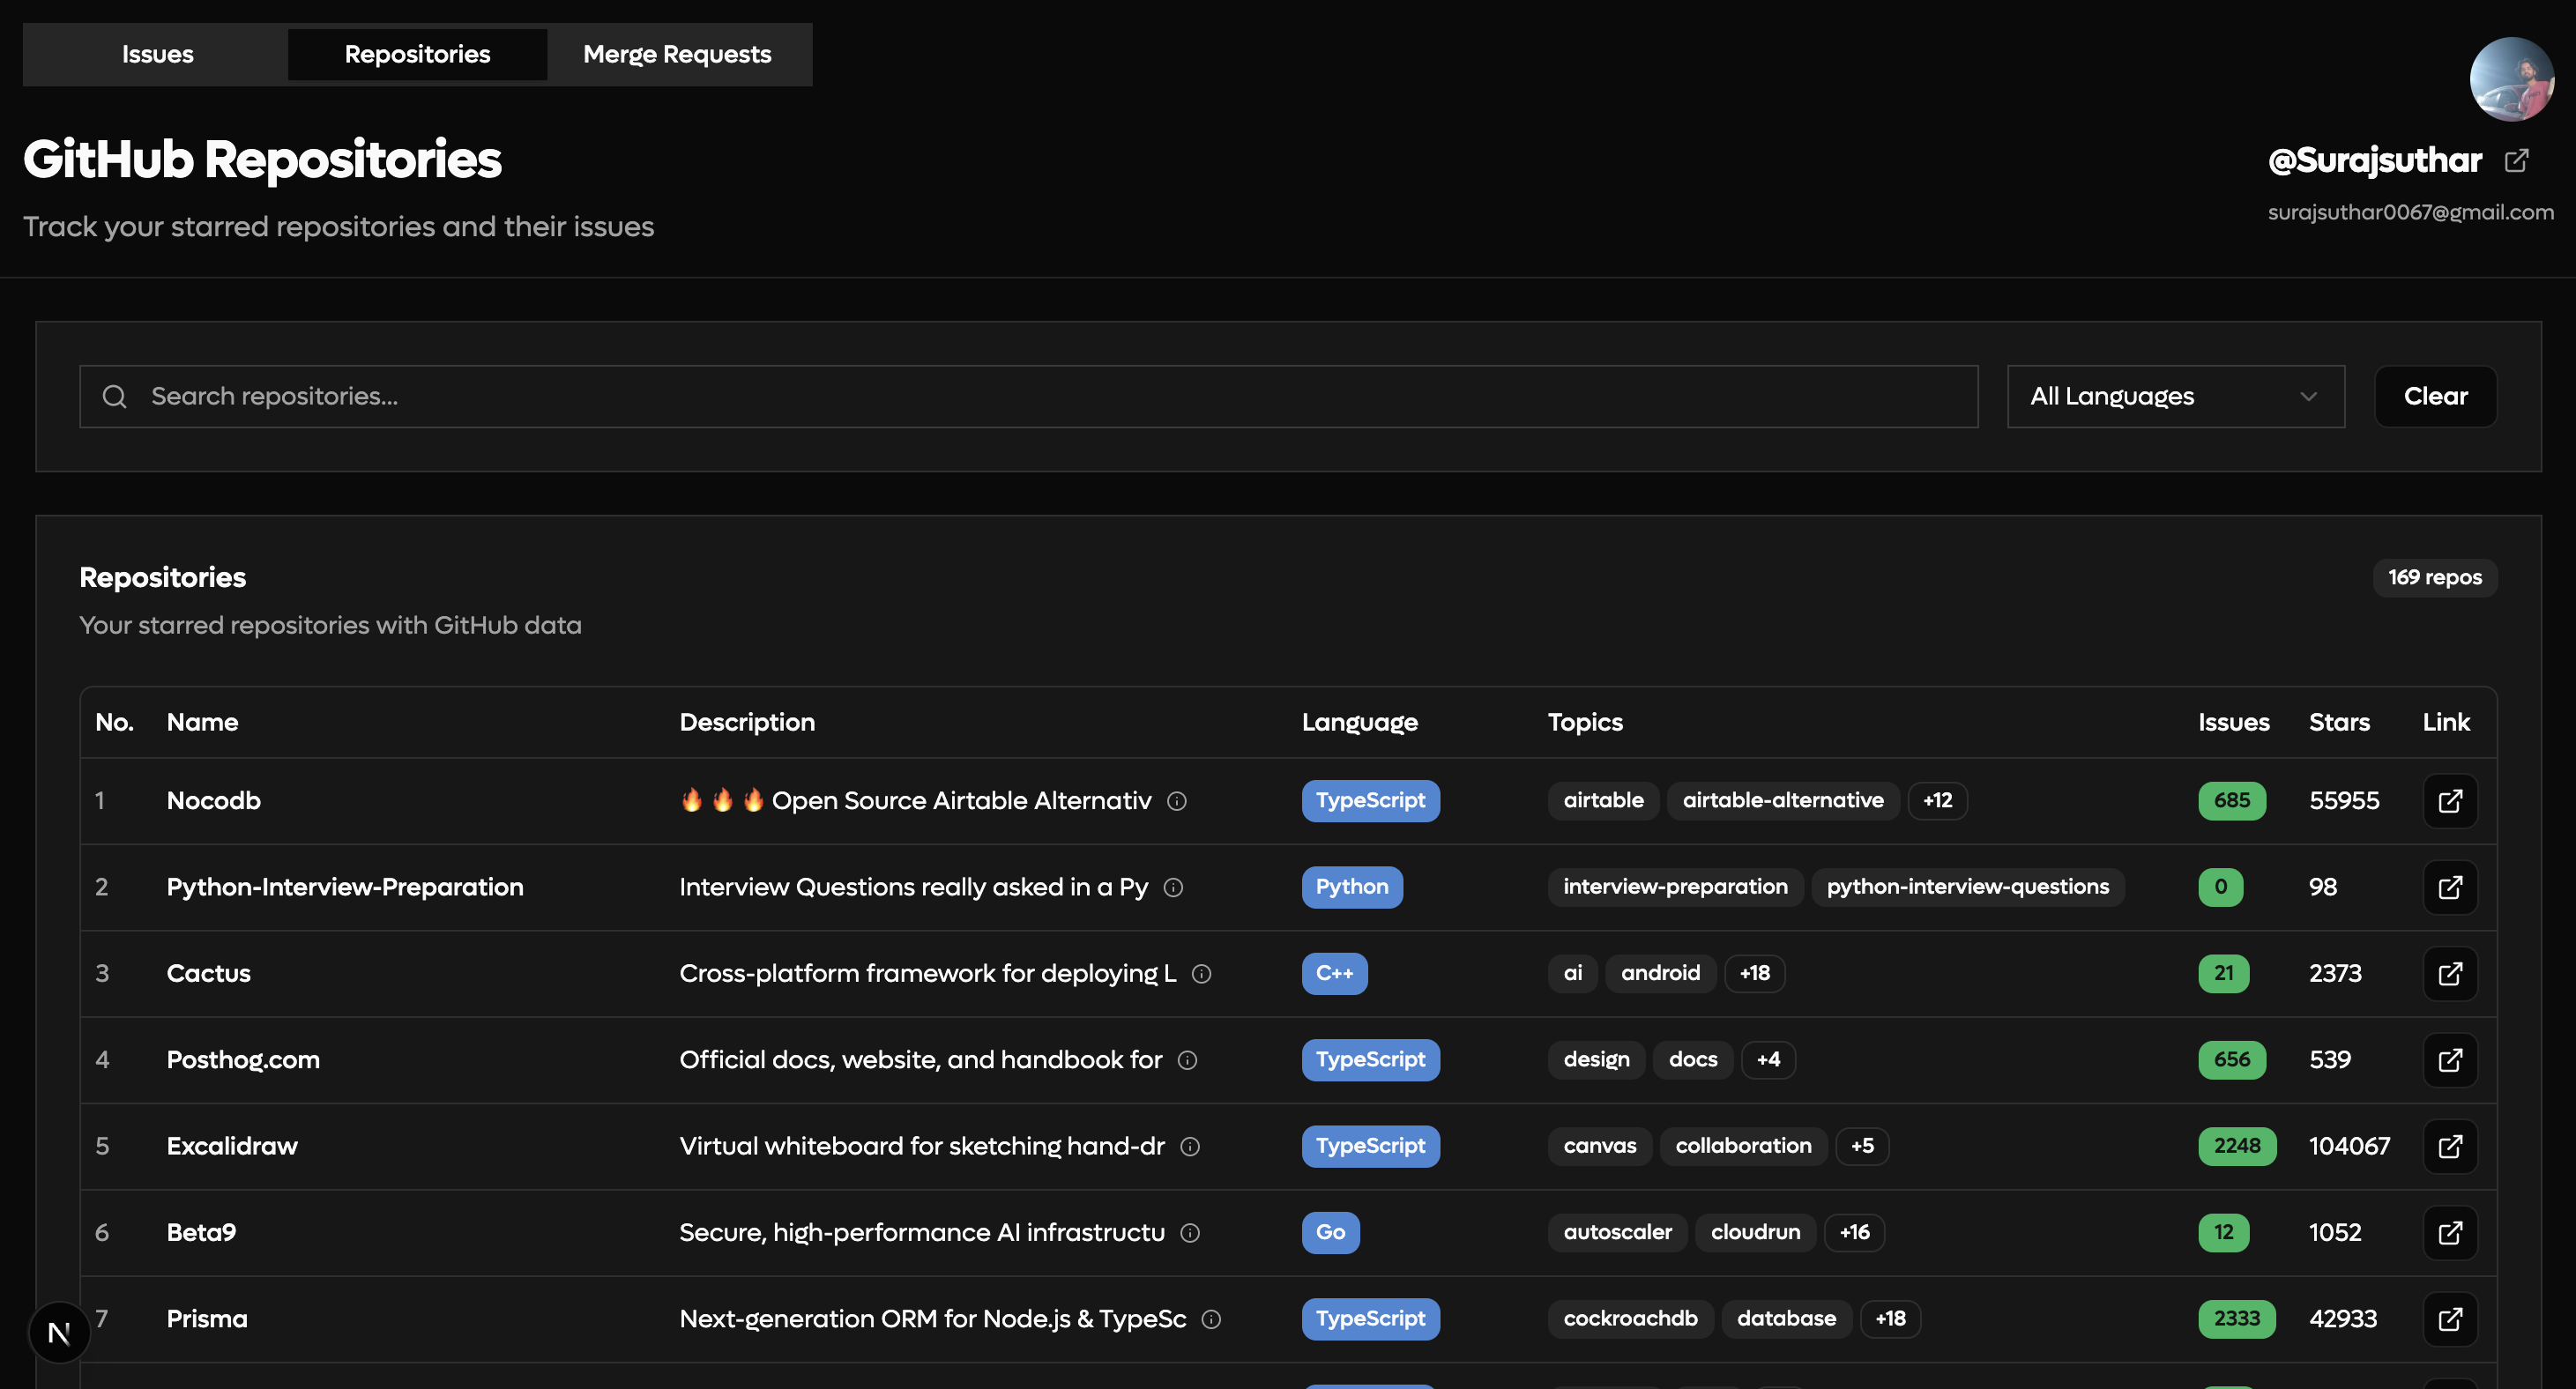 Issues Repositories Merge Requests
GitHub Repositories
Track your starred repositories and their issues
@Surajsuthar
surajsuthar0067@gmail.com
Search repositories...
All Languages
Clear
Repositories
169 repos
Your starred repositories with GitHub data
No. Name Description Language Topics Issues Stars Link
1 Nocodb 🔥 🔥 🔥 Open Source Airtable Alternativ TypeScript airtable airtable-alternative +12 685 55955
2 Python-Interview-Preparation Interview Questions really asked in a Py Python interview-preparation python-interview-questions 0 98
3 Cactus Cross-platform framework for deploying L C++ ai android +18 21 2373
4 Posthog.com Official docs, website, and handbook for TypeScript design docs +4 656 539
5 Excalidraw Virtual whiteboard for sketching hand-dr TypeScript canvas collaboration +5 2248 104067
6 Beta9 Secure, high-performance AI infrastructu Go autoscaler cloudrun +16 12 1052
7 Prisma Next-generation ORM for Node.js & TypeSc TypeScript cockroachdb database +18 2333 42933
N